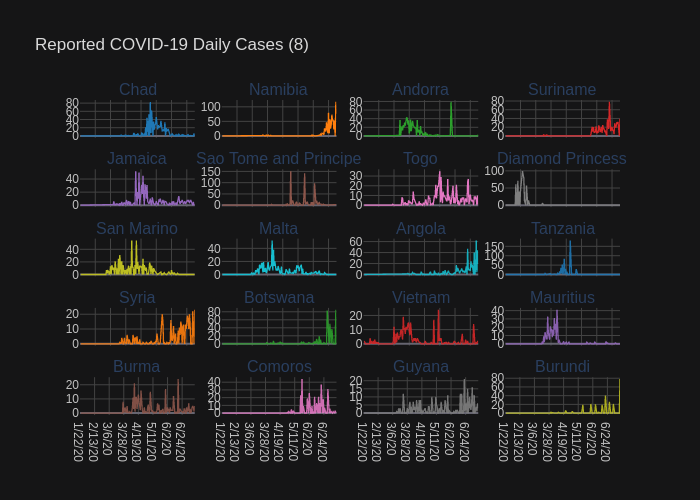 Reported COVID-19 Daily Cases (8)
Chad Namibia Andorra Suriname
80 60 40 20 0
100 50 0
80 60 40 20 0
80 60 40 20 0
Jamaica Sao Tome and Principe Togo Diamond Princess
40 20 0
150 100 50 0
30 20 10 0
100 50 0
San Marino Malta Angola Tanzania
40 20 0
40 20 0
60 40 20 0
150 100 50 0
Syria Botswana Vietnam Mauritius
20 10 0
80 60 40 20 0
20 10 0
40 30 20 10 0
Burma Comoros Guyana Burundi
20 10 0
40 30 20 10 0
20 15 10 5 0
80 60 40 20 0
1/22/20 2/13/20 3/6/20 3/28/20 4/19/20 5/11/20 6/2/20 6/24/20
1/22/20 2/13/20 3/6/20 3/28/20 4/19/20 5/11/20 6/2/20 6/24/20
1/22/20 2/13/20 3/6/20 3/28/20 4/19/20 5/11/20 6/2/20 6/24/20
1/22/20 2/13/20 3/6/20 3/28/20 4/19/20 5/11/20 6/2/20 6/24/20